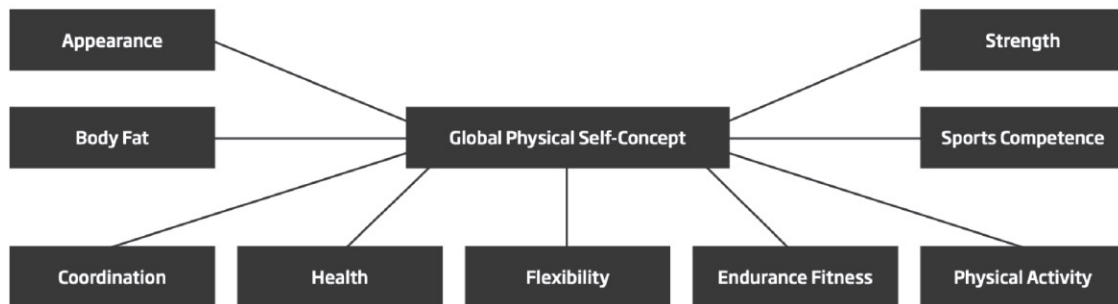 Appearance
Strength
Body Fat
Global Physical Self-Concept
Sports Competence
Coordination
Health
Flexibility
Endurance Fitness
Physical Activity